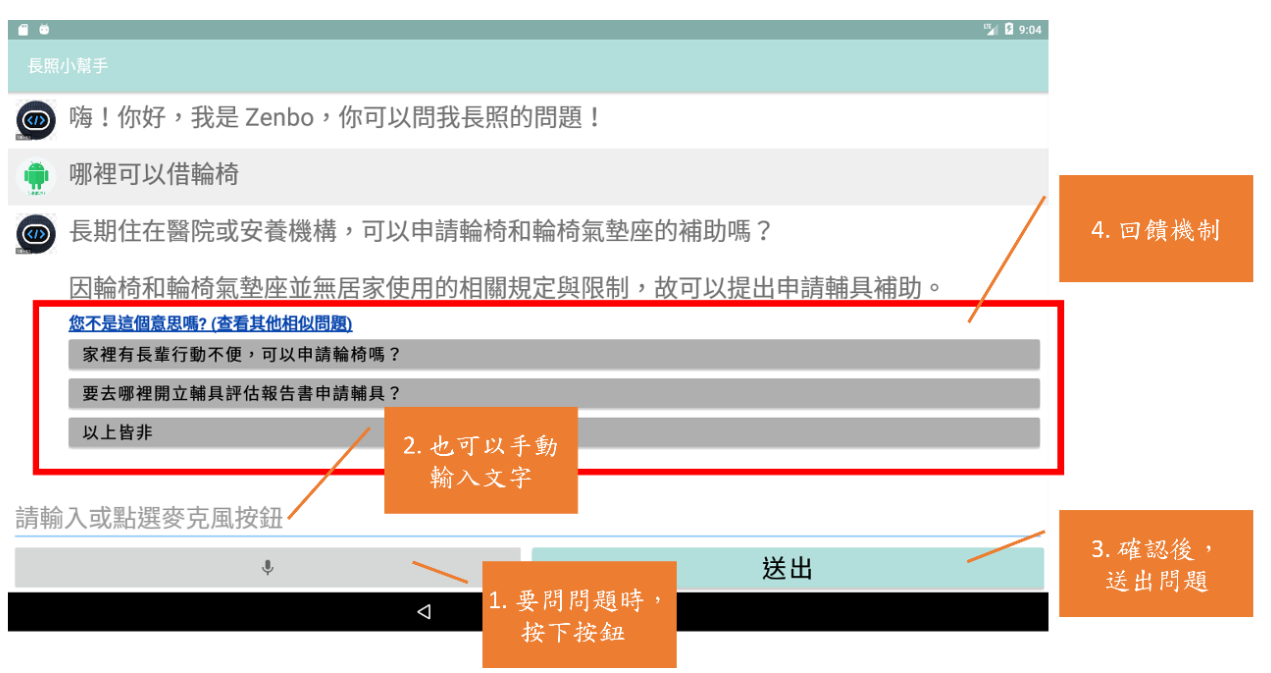 9:04
長照小幫手
嗨！你好，我是 Zenbo，你可以問我長照的問題！
哪裡可以借輪椅
長期住在醫院或安養機構，可以申請輪椅和輪椅氣墊座的補助嗎？
因輪椅和輪椅氣墊座並無居家使用的相關規定與限制，故可以提出申請輔具補助。
您不是這個意思嗎? (查看其他相似問題)
家裡有長輩行動不便，可以申請輪椅嗎？
要去哪裡開立輔具評估報告書申請輔具？
以上皆非
請輸入或點選麥克風按鈕
送出
1. 要問問題時，
按下按鈕
2. 也可以手動
輸入文字
3. 確認後，
送出問題
4. 回饋機制